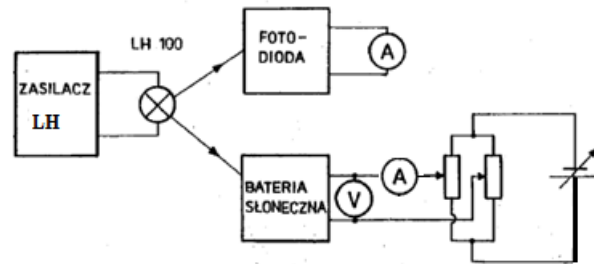 LH 100
ZASILACZ
LH
FOTO-
DIODA
A
BATERIA
SŁONECZNA
A
V